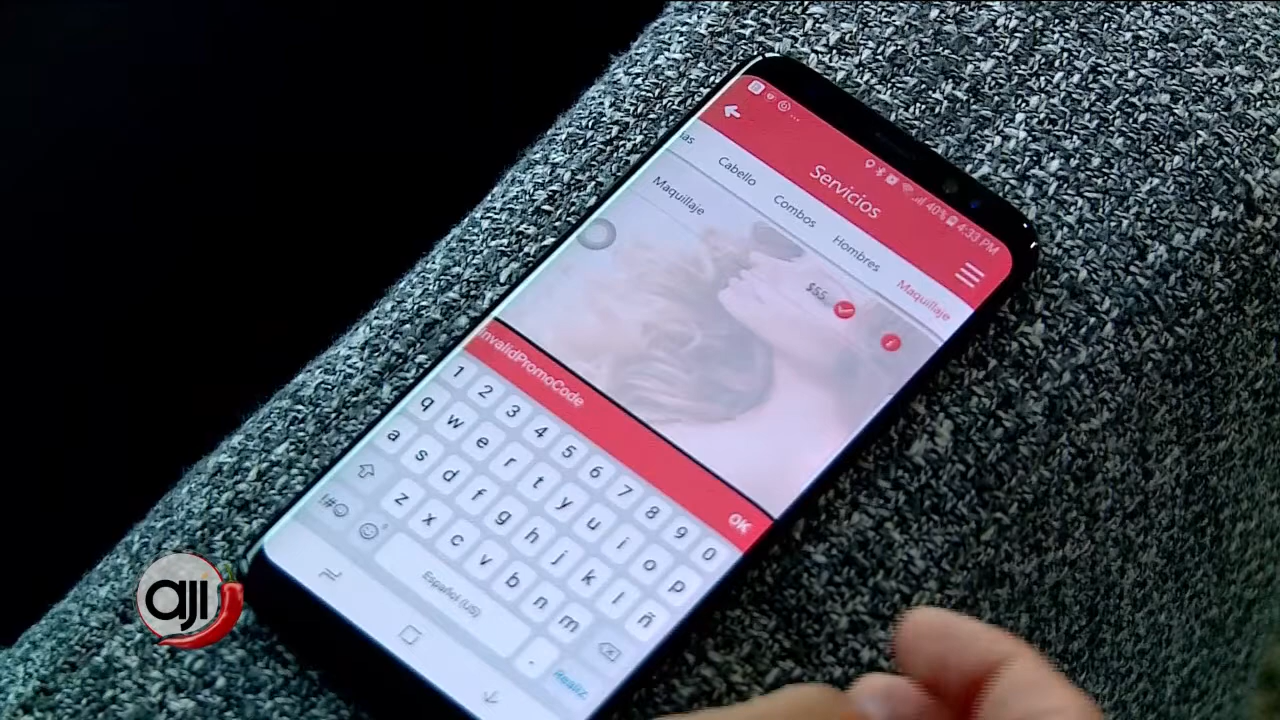 40% 4:33 PM
Servicios
Cabello Combos Hombres Maquillaje
Maquillaje
$55
InvalidPromoCode
OK
1 2 3 4 5 6 7 8 9 0
q w e r t y u i o p
a s d f g h j k l ñ
z x c v b n m
!#☺
Español (US)
.
Realiz
aji